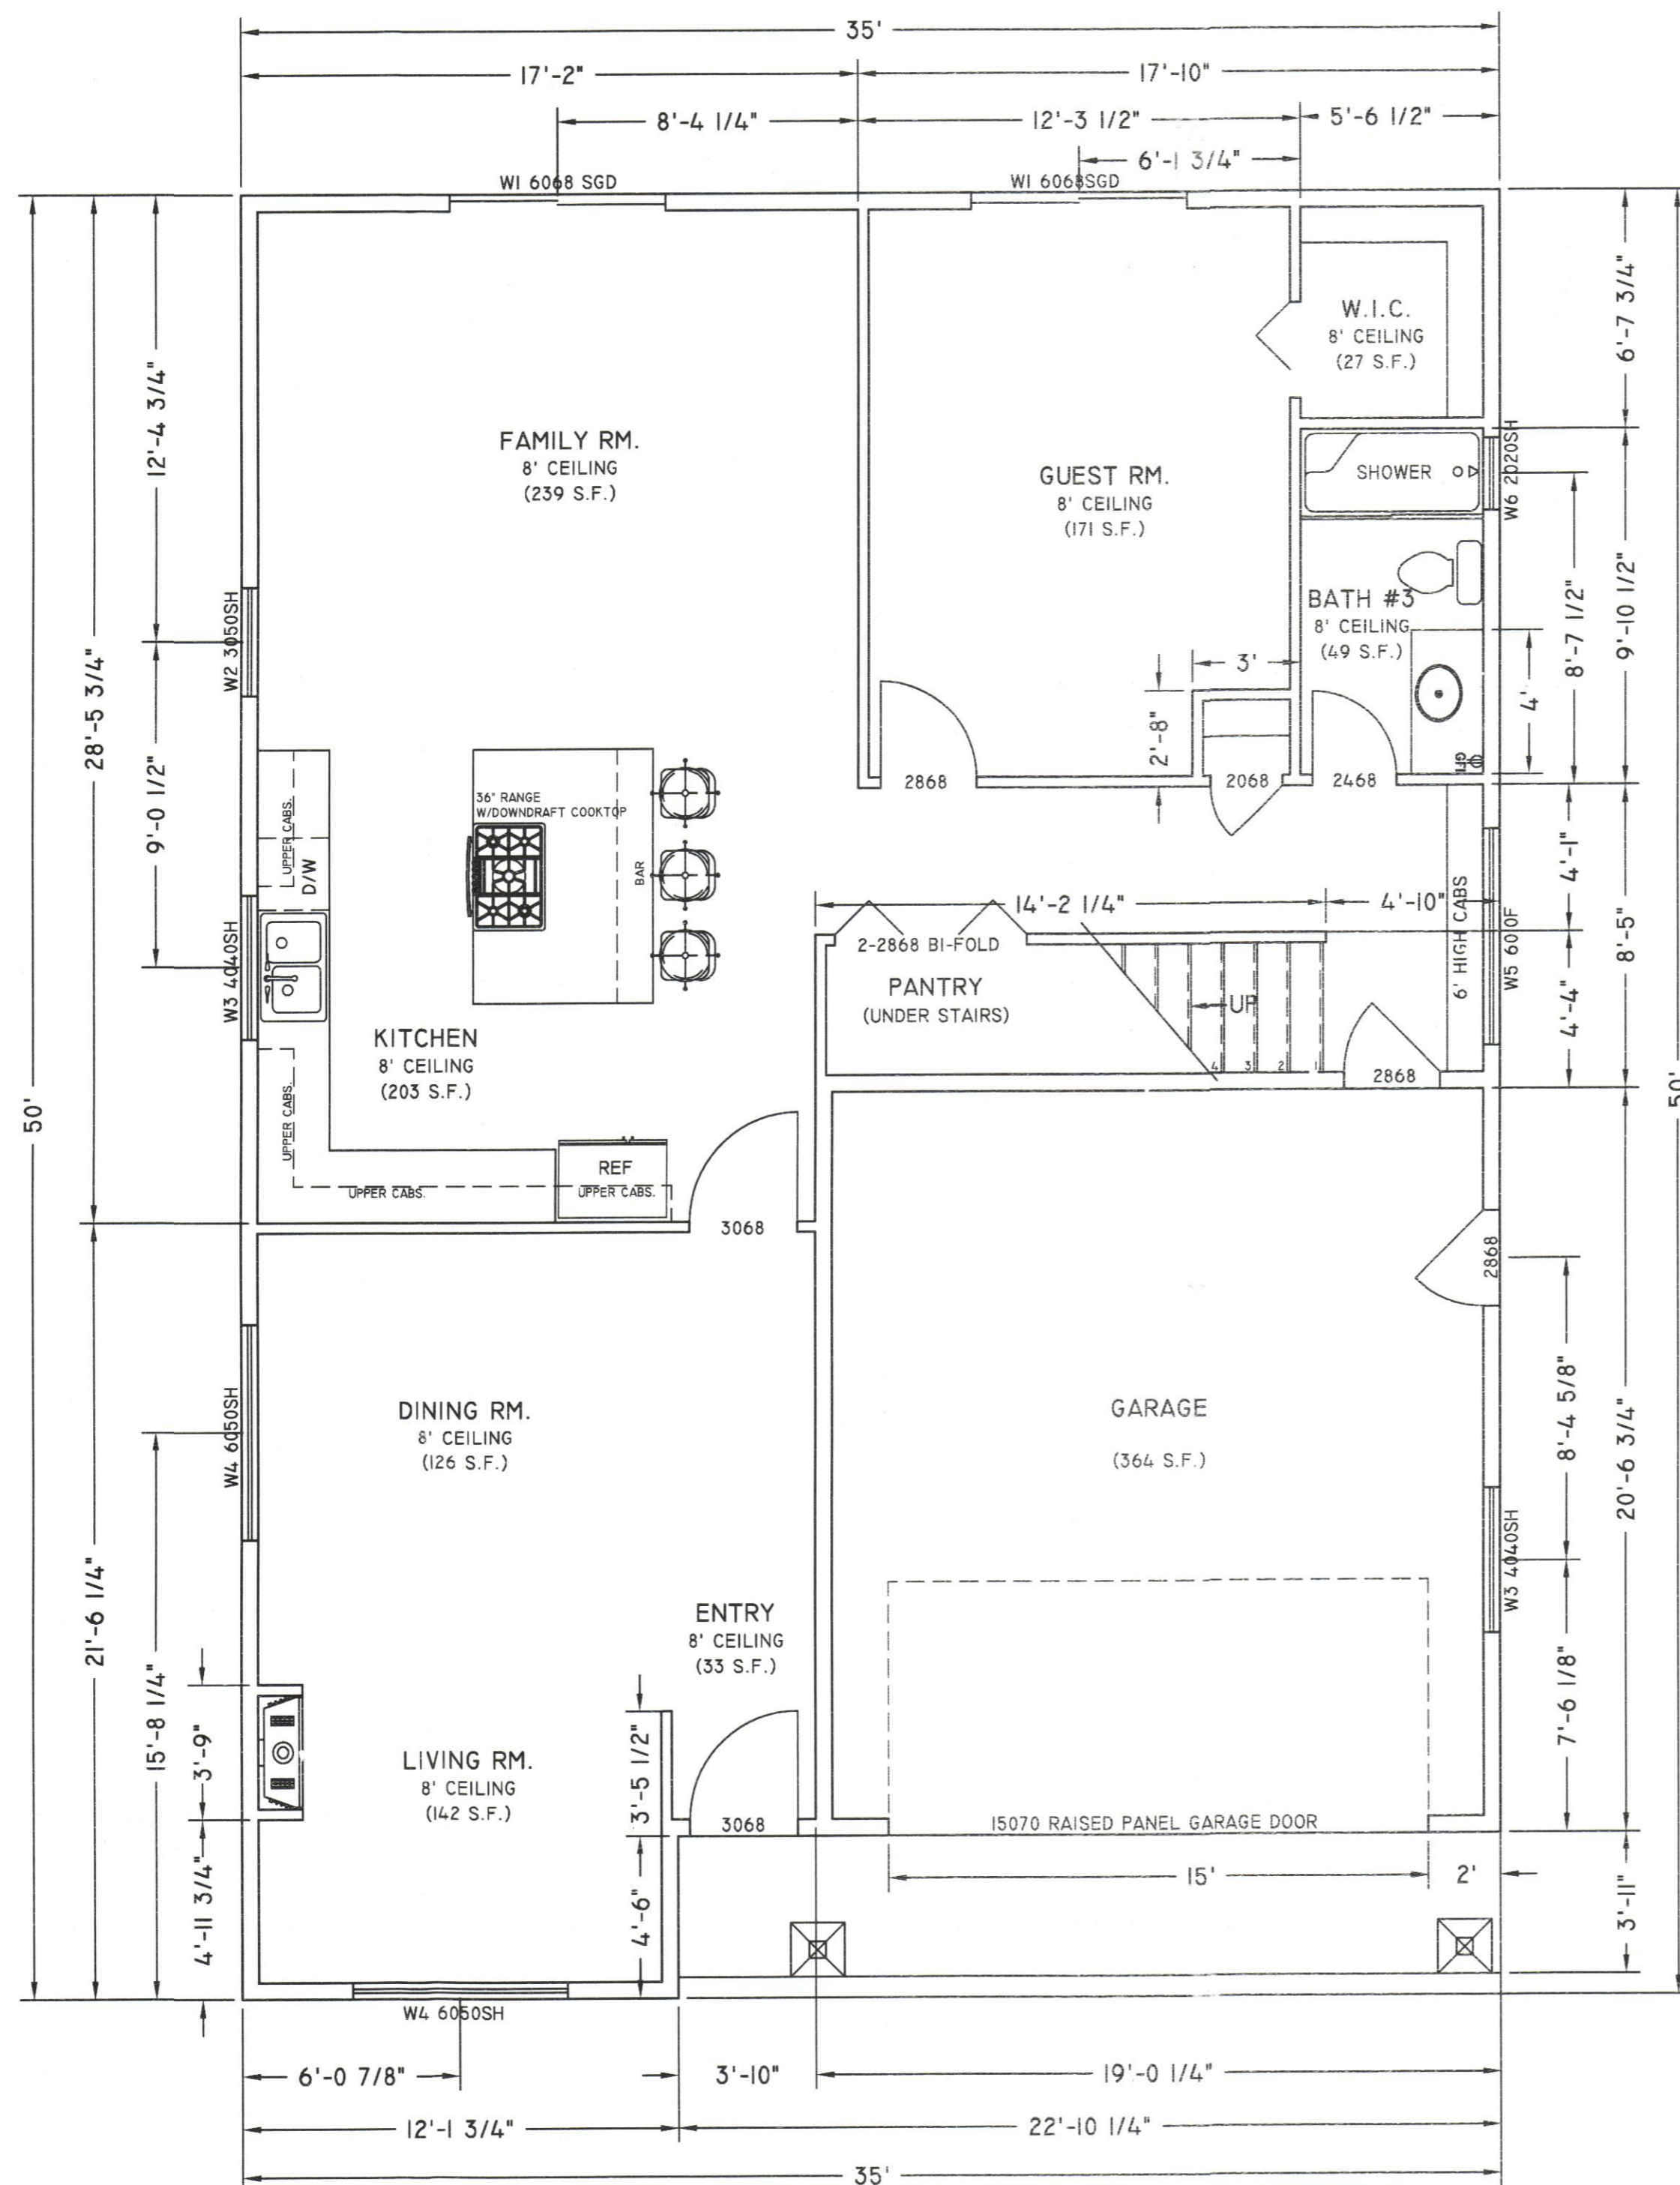 35'
17'-2"
17'-10"
8'-4 1/4"
12'-3 1/2"
5'-6 1/2"
6'-1 3/4"
W1 6068 SGD
W1 6068SGD
W.I.C.
8' CEILING
(27 S.F.)
6'-7 3/4"
12'-4 3/4"
FAMILY RM.
8' CEILING
(239 S.F.)
GUEST RM.
8' CEILING
(171 S.F.)
SHOWER
W6 2020SH
BATH #3
8' CEILING
(49 S.F.)
8'-7 1/2"
9'-10 1/2"
W2 3050SH
28'-5 3/4"
3'
2'-8"
4'
GFI
2868
2068
2468
9'-0 1/2"
UPPER CABS.
D/W
36" RANGE
W/DOWNDRAFT COOKTOP
BAR
14'-2 1/4"
4'-10"
4'-1"
6' HIGH CABS
W5 6010F
8'-5"
2-2868 BI-FOLD
PANTRY
(UNDER STAIRS)
UP
4 3 2 1
4'-4"
2868
W3 4040SH
KITCHEN
8' CEILING
(203 S.F.)
UPPER CABS.
UPPER CABS.
REF
UPPER CABS.
50'
50'
3068
2868
DINING RM.
8' CEILING
(126 S.F.)
W4 6050SH
GARAGE
(364 S.F.)
8'-4 5/8"
20'-6 3/4"
W3 4040SH
21'-6 1/4"
15'-8 1/4"
ENTRY
8' CEILING
(33 S.F.)
3'-9"
LIVING RM.
8' CEILING
(142 S.F.)
3'-5 1/2"
7'-6 1/8"
3068
15070 RAISED PANEL GARAGE DOOR
15'
2'
4'-11 3/4"
4'-6"
3'-11"
W4 6050SH
6'-0 7/8"
3'-10"
19'-0 1/4"
12'-1 3/4"
22'-10 1/4"
35'